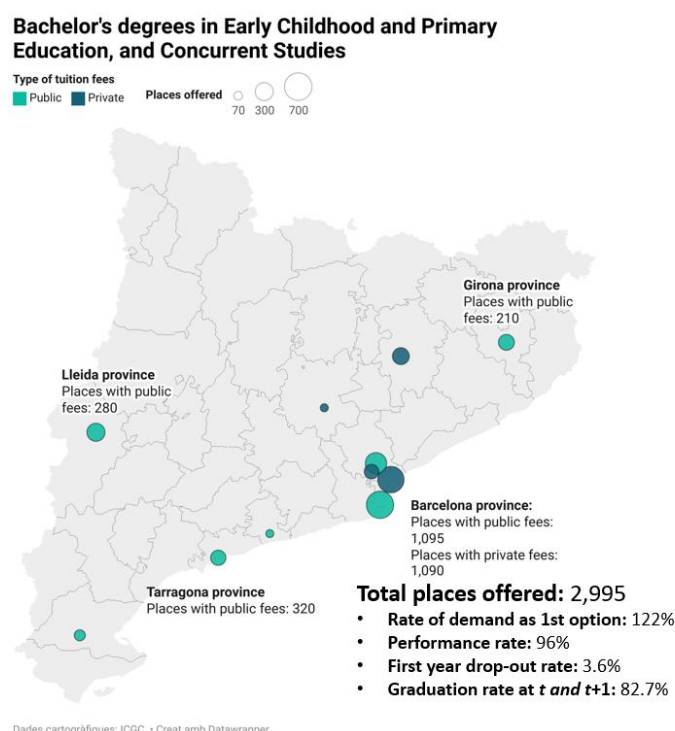 Bachelor's degrees in Early Childhood and Primary
Education, and Concurrent Studies
Type of tuition fees
Public Private
Places offered
70 300 700
Girona province
Places with public
fees: 210
Lleida province
Places with public
fees: 280
Barcelona province:
Places with public fees:
1,095
Places with private fees:
1,090
Tarragona province
Places with public fees: 320
Total places offered: 2,995
• Rate of demand as 1st option: 122%
• Performance rate: 96%
• First year drop-out rate: 3.6%
• Graduation rate at t and t+1: 82.7%
Dades cartogràfiques: ICGC • Creat amb Datawrapper